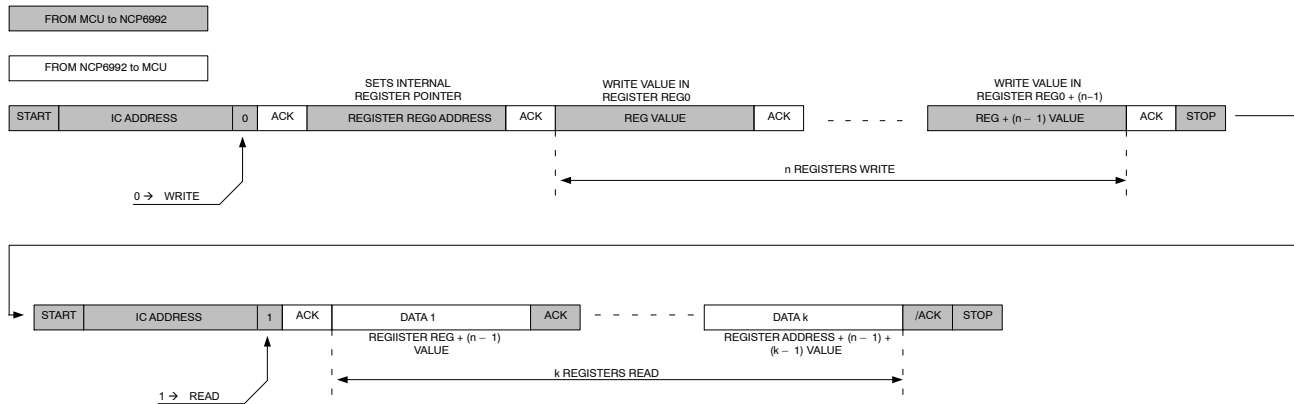 FROM MCU to NCP6992
FROM NCP6992 to MCU
SETS INTERNAL
REGISTER POINTER
WRITE VALUE IN
REGISTER REG0
WRITE VALUE IN
REGISTER REG0 + (n–1)
START IC ADDRESS 0 ACK REGISTER REG0 ADDRESS ACK REG VALUE ACK REG + (n – 1) VALUE ACK STOP
n REGISTERS WRITE
0 → WRITE
START IC ADDRESS 1 ACK DATA 1 ACK DATA k /ACK STOP
REGIISTER REG + (n – 1)
VALUE
REGISTER ADDRESS + (n – 1) +
(k – 1) VALUE
k REGISTERS READ
1 → READ